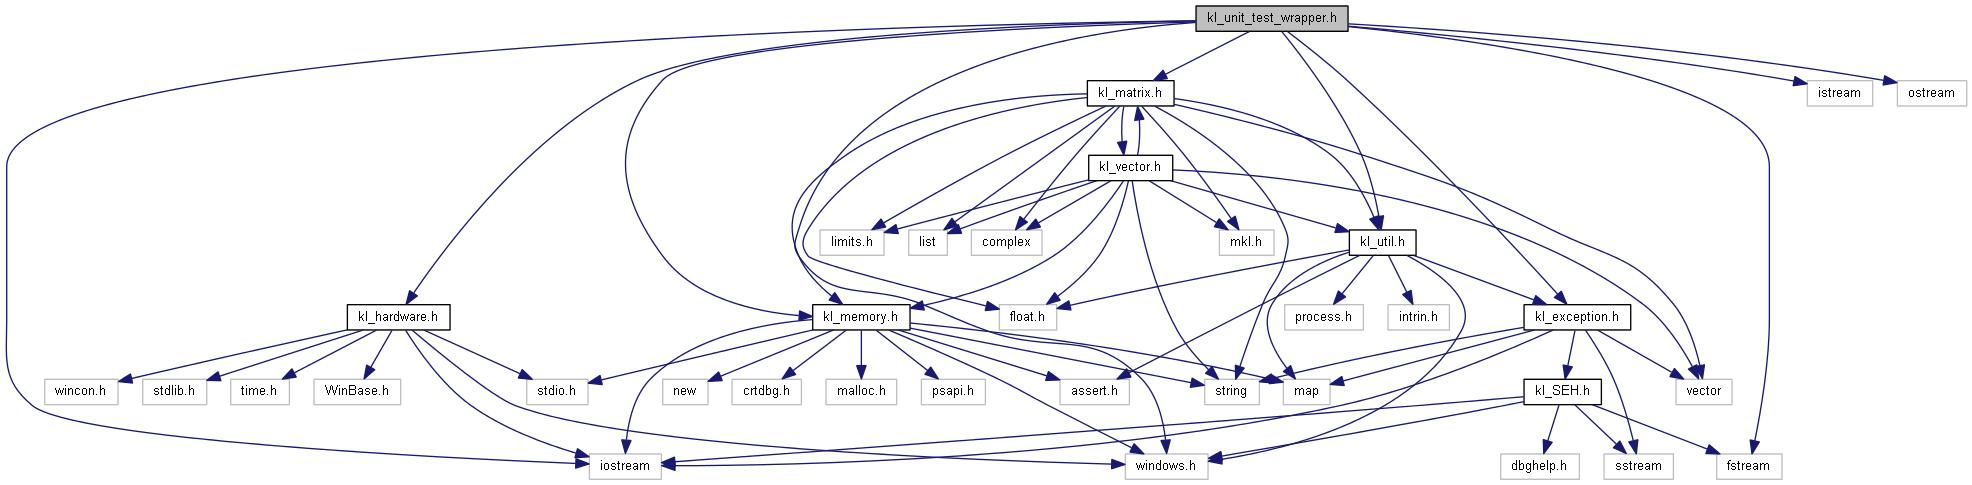 kl_unit_test_wrapper.h
kl_matrix.h
istream
ostream
kl_vector.h
limits.h
list
complex
mkl.h
kl_util.h
kl_hardware.h
kl_memory.h
float.h
process.h
intrin.h
kl_exception.h
wincon.h
stdlib.h
time.h
WinBase.h
stdio.h
new
crtdbg.h
malloc.h
psapi.h
assert.h
string
map
kl_SEH.h
vector
iostream
windows.h
dbghelp.h
sstream
fstream